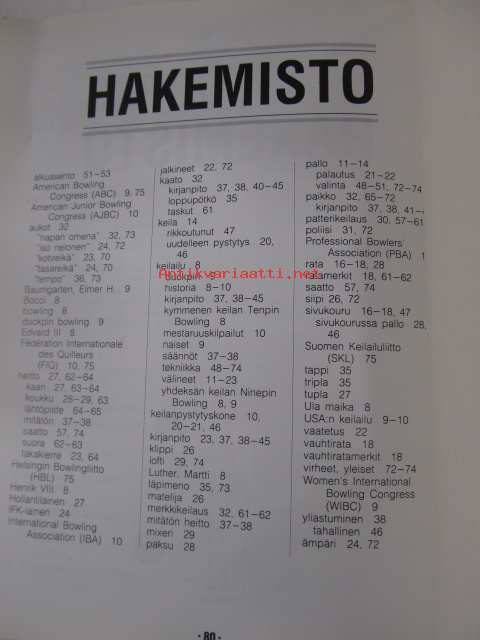 HAKEMISTO
alkuasento 51–53
American Bowling
Congress (ABC) 9, 75
American Junior Bowling
Congress (AJBC) 10
aukot 32
"hapan omena" 32, 73
"iso nelonen" 24, 72
"kotireikä" 23, 70
"tasareikä" 24, 70
"tempo" 36, 73
Baumgarten, Elmer H. 9
Bocci 8
bowling 8
duckpin bowling 9
Edvard III 8
Fédération Internationale
des Quilleurs
(FIQ) 10, 75
heitto 27, 62–64
kaari 27, 63–64
koukku 28–29, 63
lähtöpiste 64–65
mitätön 37–38
saatto 57, 74
suora 62–63
takakierre 23, 64
Helsingin Bowlingliitto
(HBL) 75
Henrik VIII 8
Hollantilainen 27
IFK-lainen 24
International Bowling
Association (IBA) 10
jalkineet 22, 72
kaato 32
kirjanpito 37, 38, 40–45
loppupötkö 35
taskut 61
keila 14
rikkoutunut 47
uudelleen pystytys 20,
46
keilailu 8
duckpin 9
historia 8–10
kirjanpito 37, 38–45
kymmenen keilan Tenpin
Bowling 8
mestaruuskilpailut 10
naiset 9
säännöt 37–38
tekniikka 48–74
välineet 11–23
yhdeksän keilan Ninepin
Bowling 8, 9
keilanpystytyskone 10,
20–21, 46
kirjanpito 23, 37, 38–45
klippi 26
lofti 29, 74
Luther, Martti 8
läpimeno 35, 73
matelija 26
merkkikeilaus 32, 61–62
mitätön heitto 37–38
mixeri 29
paksu 28
pallo 11–14
palautus 21–22
valinta 48–51, 72–74
paikko 32, 65–72
kirjanpito 37, 38, 41–
patterikeilaus 30, 57–61
poliisi 31, 72
Professional Bowlers
Association (PBA) 1
rata 16–18, 28
ratamerkit 18, 61–62
saatto 57, 74
siipi 26, 72
sivukouru 16–18, 47
sivukourussa pallo 28,
46
Suomen Keilailuliitto
(SKL) 75
tappi 35
tripla 35
tupla 27
Ula maika 8
USA:n keilailu 9–10
vaatetus 22
vauhtirata 18
vauhtiratamerkit 18
virheet, yleiset 72–74
Women's International
Bowling Congress
(WIBC) 9
yliastuminen 38
tahallinen 46
ämpäri 24, 72
Antikvariaatti.net
· 80 ·